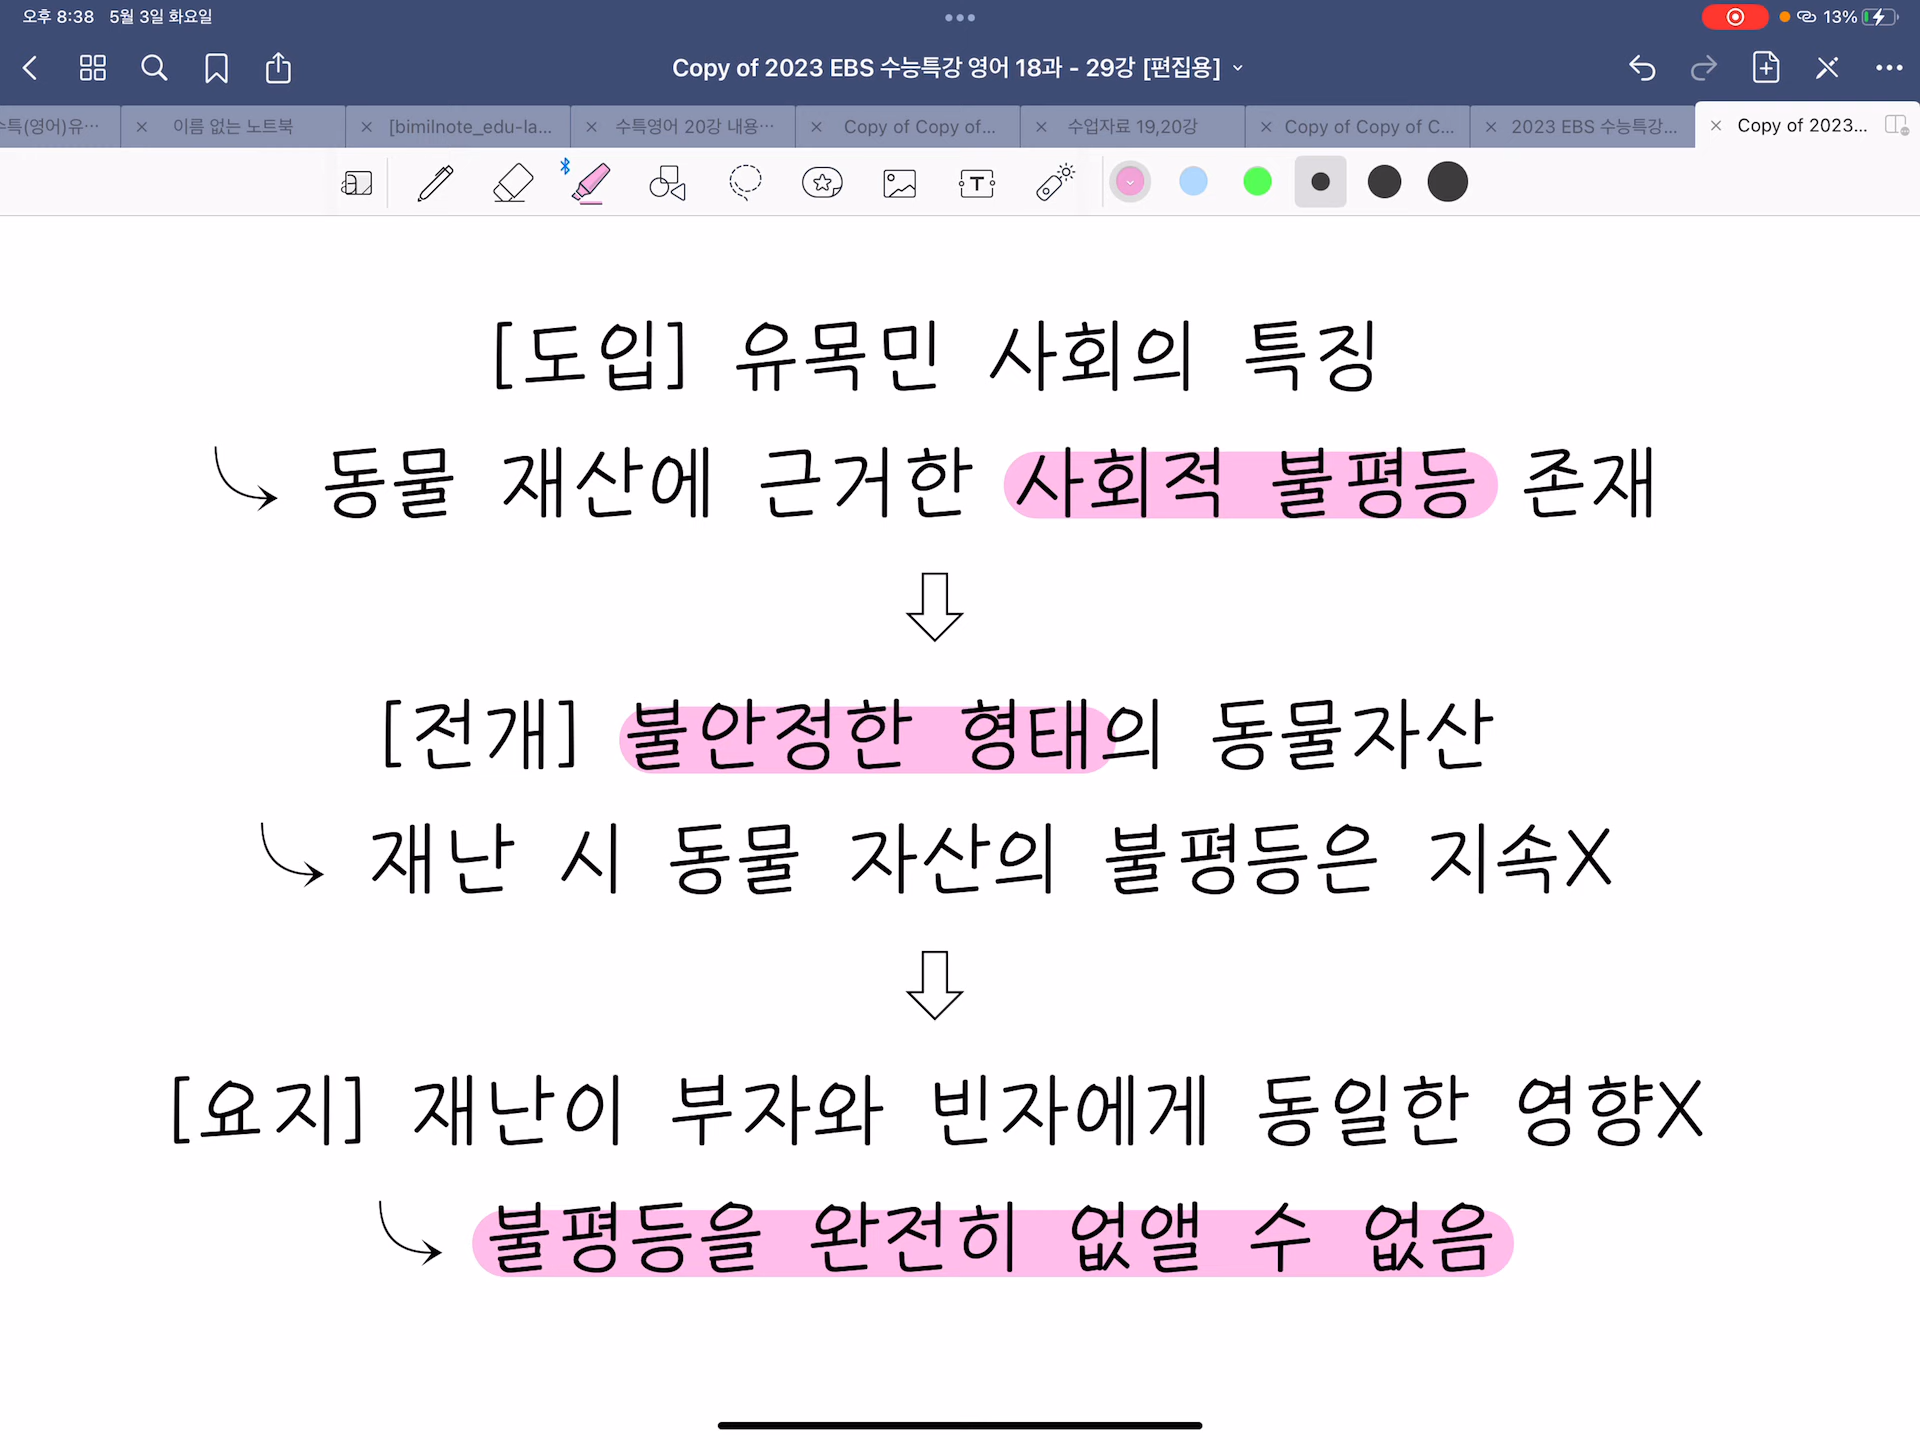 오후 8:38 5월 3일 화요일
13%
Copy of 2023 EBS 수능특강 영어 18과 - 29강 [편집용]
수특(영어)유... 이름 없는 노트북 [bimilnote_edu-la... 수특영어 20강 내용... Copy of Copy of... 수업자료 19,20강 Copy of Copy of C... 2023 EBS 수능특강... Copy of 2023...
[도입] 유목민 사회의 특징
동물 재산에 근거한 사회적 불평등 존재
[전개] 불안정한 형태의 동물자산
재난 시 동물 자산의 불평등은 지속X
[요지] 재난이 부자와 빈자에게 동일한 영향X
불평등을 완전히 없앨 수 없음